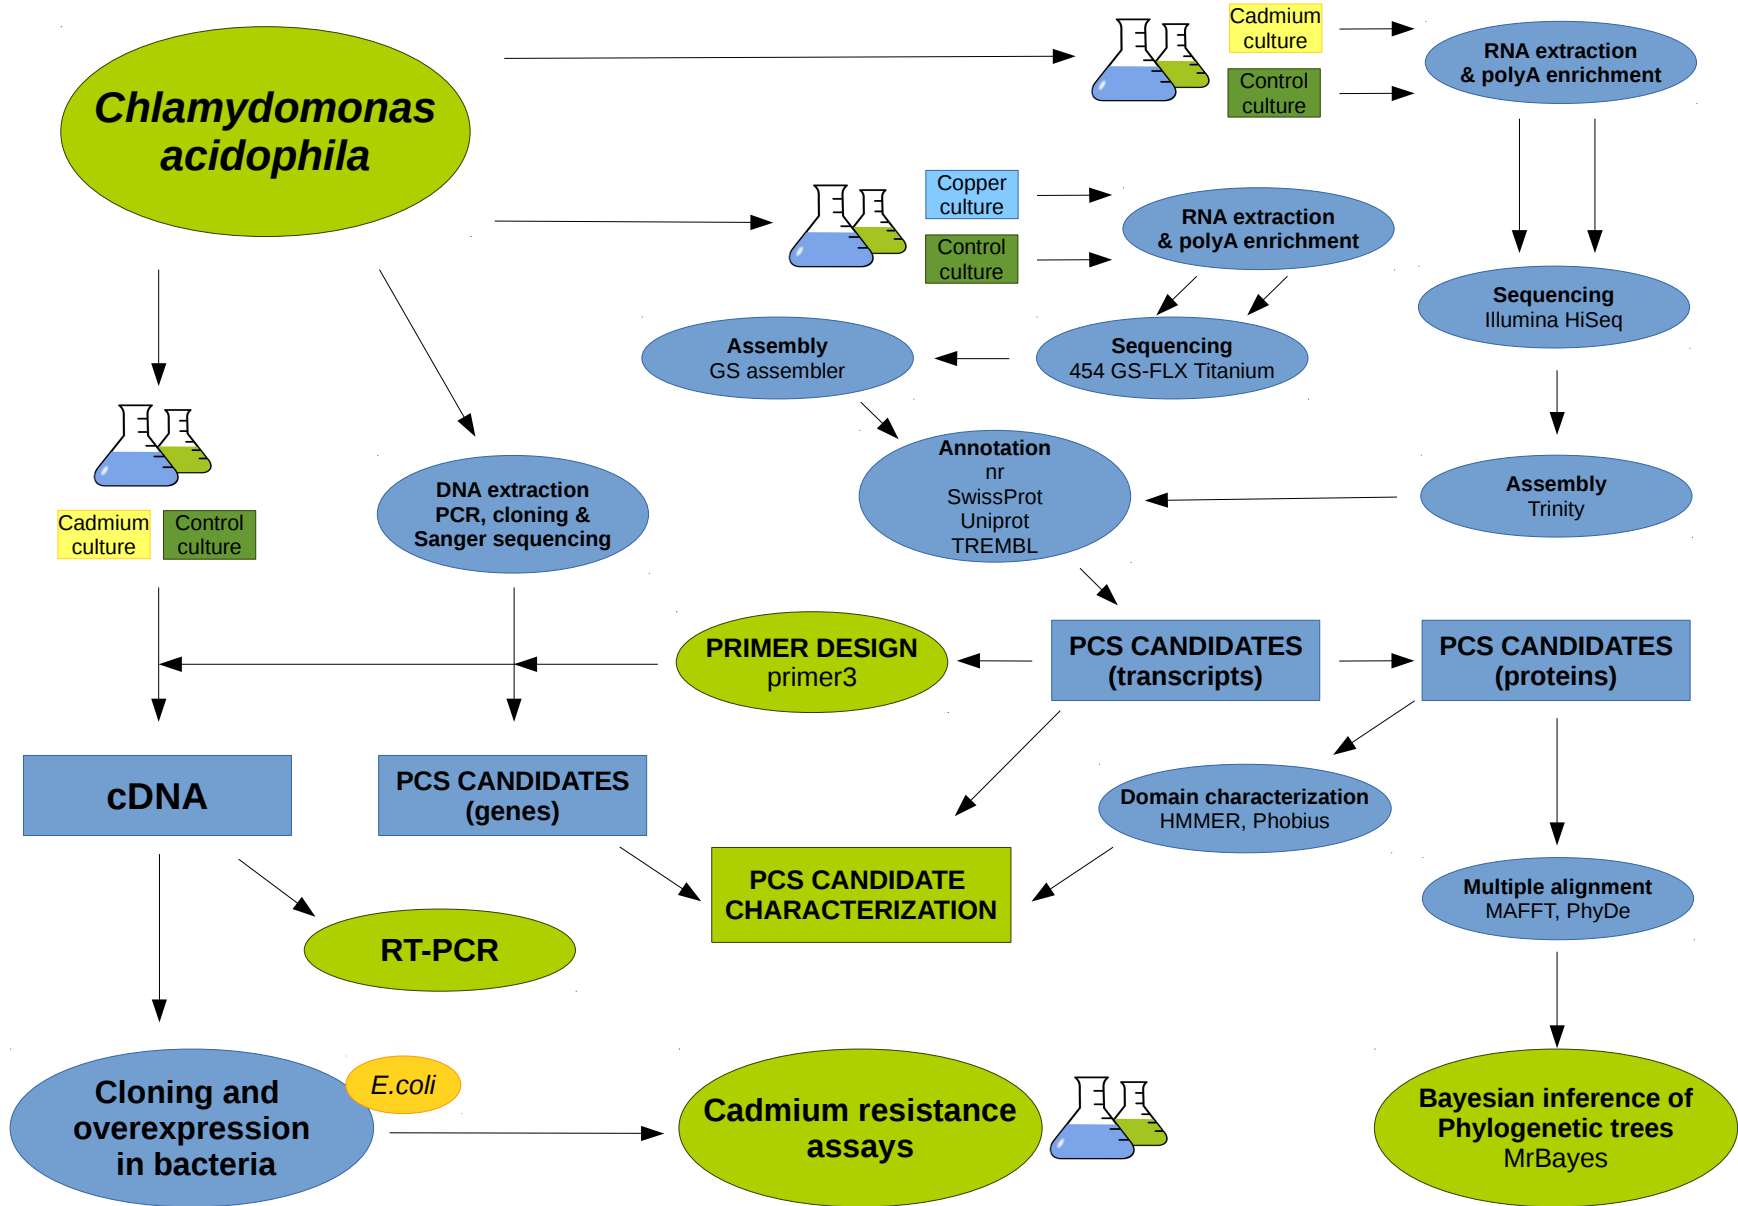 Chlamydomonas
acidophila
Cadmium
culture
Control
culture
RNA extraction
& polyA enrichment
Copper
culture
Control
culture
RNA extraction
& polyA enrichment
Sequencing
Illumina HiSeq
Assembly
GS assembler
Sequencing
454 GS-FLX Titanium
Cadmium
culture
Control
culture
DNA extraction
PCR, cloning &
Sanger sequencing
Annotation
nr
SwissProt
Uniprot
TREMBL
Assembly
Trinity
PRIMER DESIGN
primer3
PCS CANDIDATES
(transcripts)
PCS CANDIDATES
(proteins)
cDNA
PCS CANDIDATES
(genes)
Domain characterization
HMMER, Phobius
PCS CANDIDATE
CHARACTERIZATION
Multiple alignment
MAFFT, PhyDe
RT-PCR
Cloning and
overexpression
in bacteria
E.coli
Cadmium resistance
assays
Bayesian inference of
Phylogenetic trees
MrBayes